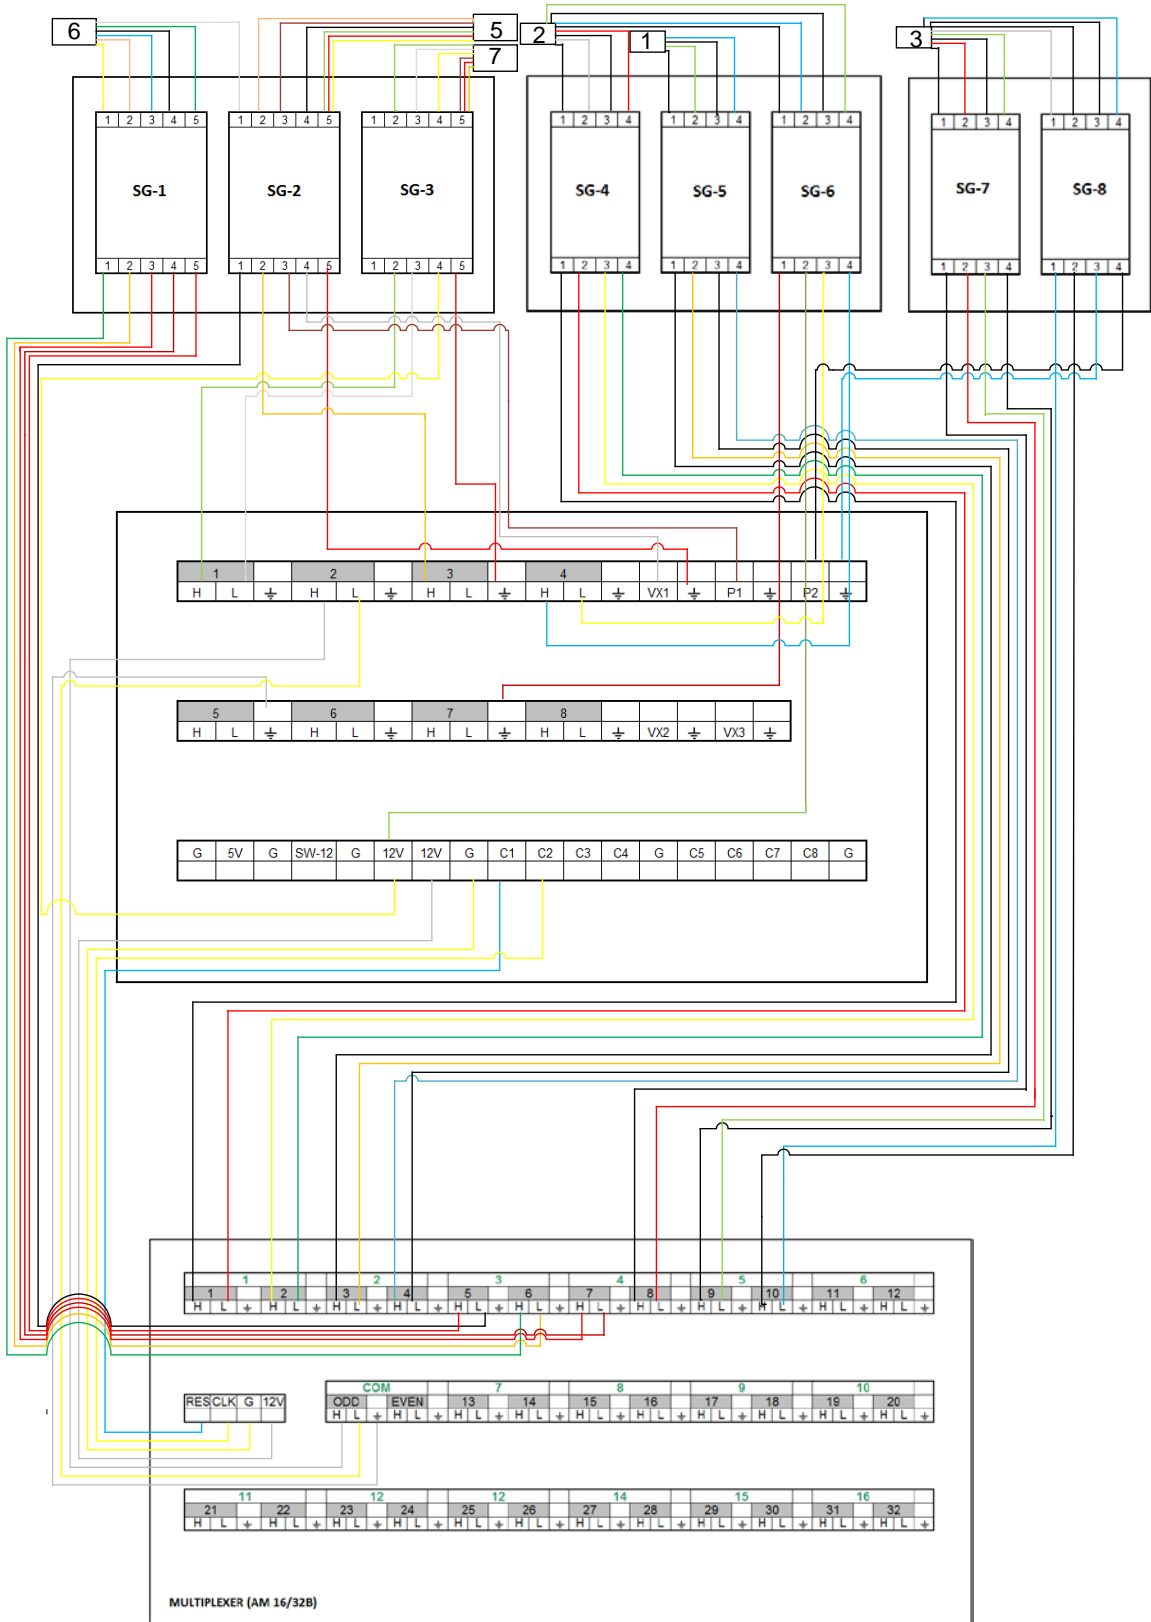 6 5 2 1 3
7
1 2 3 4 5 1 2 3 4 5 1 2 3 4 5 1 2 3 4 1 2 3 4 1 2 3 4 1 2 3 4 1 2 3 4
SG-1 SG-2 SG-3 SG-4 SG-5 SG-6 SG-7 SG-8
1 2 3 4 5 1 2 3 4 5 1 2 3 4 5 1 2 3 4 1 2 3 4 1 2 3 4 1 2 3 4 1 2 3 4
1 2 3 4
H L ⏚ H L ⏚ H L ⏚ H L ⏚ VX1 ⏚ P1 ⏚ P2 ⏚
5 6 7 8
H L ⏚ H L ⏚ H L ⏚ H L ⏚ VX2 ⏚ VX3 ⏚
G 5V G SW-12 G 12V 12V G C1 C2 C3 C4 G C5 C6 C7 C8 G
1 2 3 4 5 6
1 2 3 4 5 6 7 8 9 10 11 12
H L ⏚ H L ⏚ H L ⏚ H L ⏚ H L ⏚ H L ⏚ H L ⏚ H L ⏚ H L ⏚ H L ⏚ H L ⏚ H L ⏚
COM 7 8 9 10
RES CLK G 12V ODD EVEN 13 14 15 16 17 18 19 20
H L ⏚ H L ⏚ H L ⏚ H L ⏚ H L ⏚ H L ⏚ H L ⏚ H L ⏚ H L ⏚ H L ⏚
11 12 12 14 15 16
21 22 23 24 25 26 27 28 29 30 31 32
H L ⏚ H L ⏚ H L ⏚ H L ⏚ H L ⏚ H L ⏚ H L ⏚ H L ⏚ H L ⏚ H L ⏚ H L ⏚ H L ⏚
MULTIPLEXER (AM 16/32B)